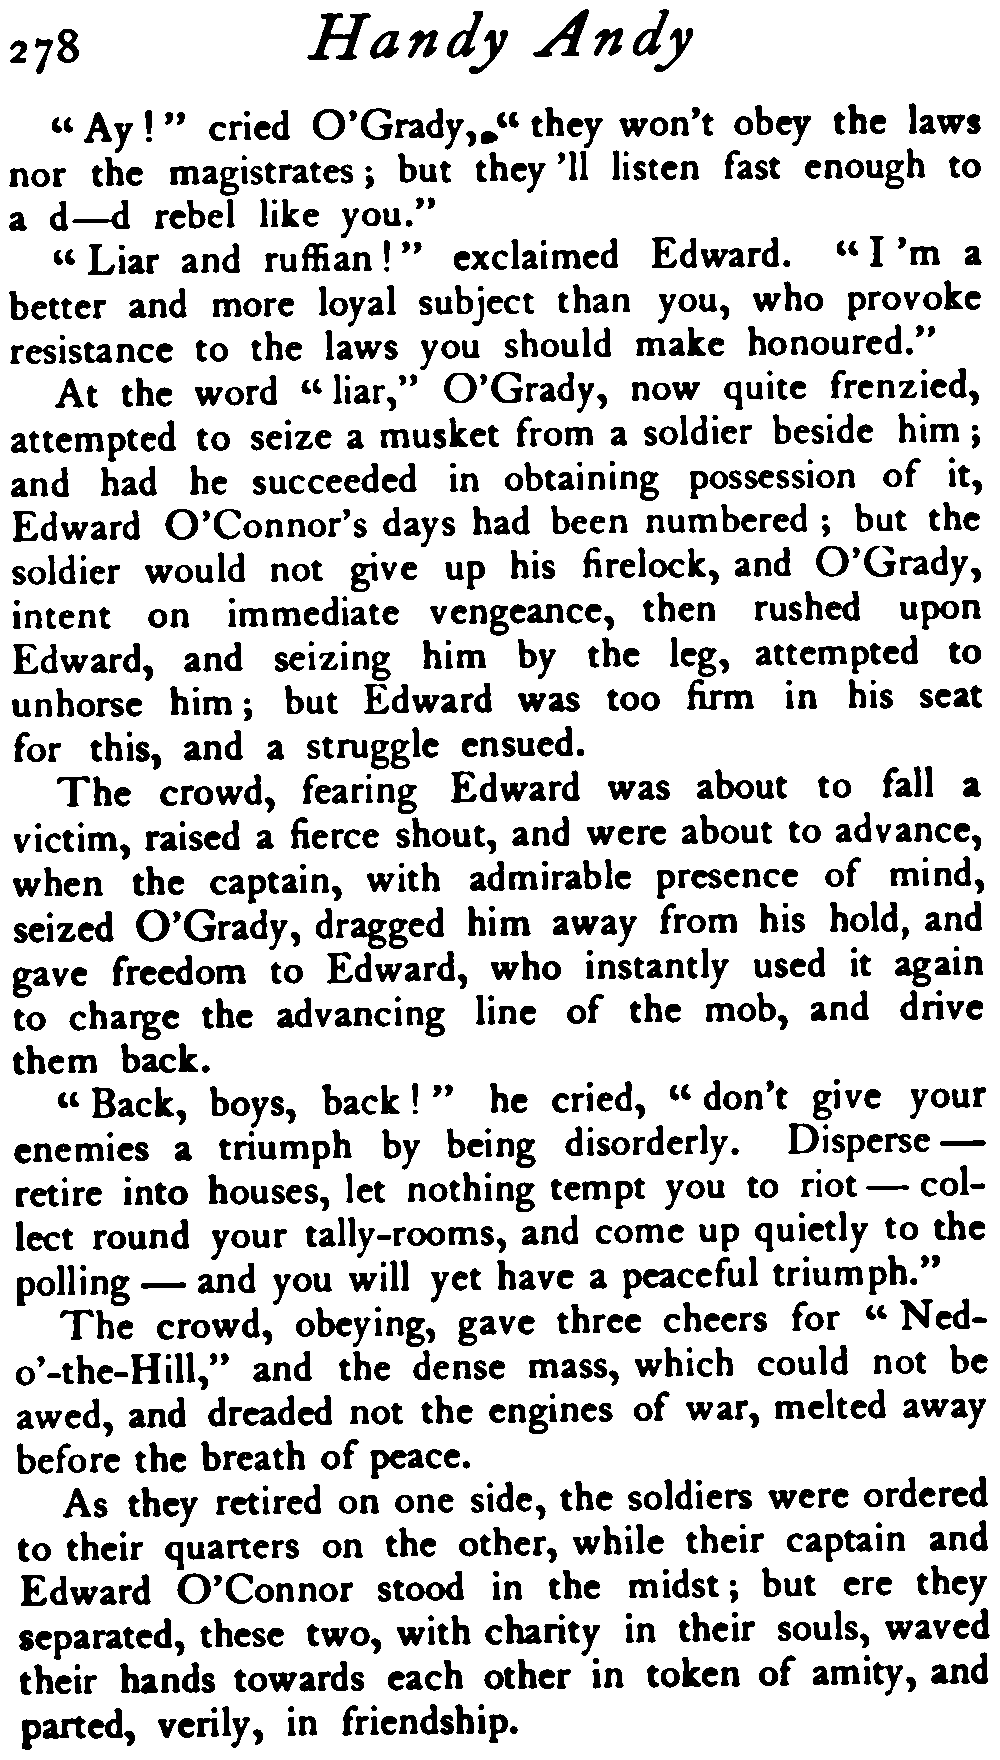 278 Handy Andy
“Ay!” cried O’Grady, “they won’t obey the laws
nor the magistrates; but they’ll listen fast enough to
a d—d rebel like you.”
“Liar and ruffian!” exclaimed Edward. “I’m a
better and more loyal subject than you, who provoke
resistance to the laws you should make honoured.”
At the word “liar,” O’Grady, now quite frenzied,
attempted to seize a musket from a soldier beside him;
and had he succeeded in obtaining possession of it,
Edward O’Connor’s days had been numbered; but the
soldier would not give up his firelock, and O’Grady,
intent on immediate vengeance, then rushed upon
Edward, and seizing him by the leg, attempted to
unhorse him; but Edward was too firm in his seat
for this, and a struggle ensued.
The crowd, fearing Edward was about to fall a
victim, raised a fierce shout, and were about to advance,
when the captain, with admirable presence of mind,
seized O’Grady, dragged him away from his hold, and
gave freedom to Edward, who instantly used it again
to charge the advancing line of the mob, and drive
them back.
“Back, boys, back!” he cried, “don’t give your
enemies a triumph by being disorderly. Disperse —
retire into houses, let nothing tempt you to riot — col-
lect round your tally-rooms, and come up quietly to the
polling — and you will yet have a peaceful triumph.”
The crowd, obeying, gave three cheers for “Ned-
o’-the-Hill,” and the dense mass, which could not be
awed, and dreaded not the engines of war, melted away
before the breath of peace.
As they retired on one side, the soldiers were ordered
to their quarters on the other, while their captain and
Edward O’Connor stood in the midst; but ere they
separated, these two, with charity in their souls, waved
their hands towards each other in token of amity, and
parted, verily, in friendship.